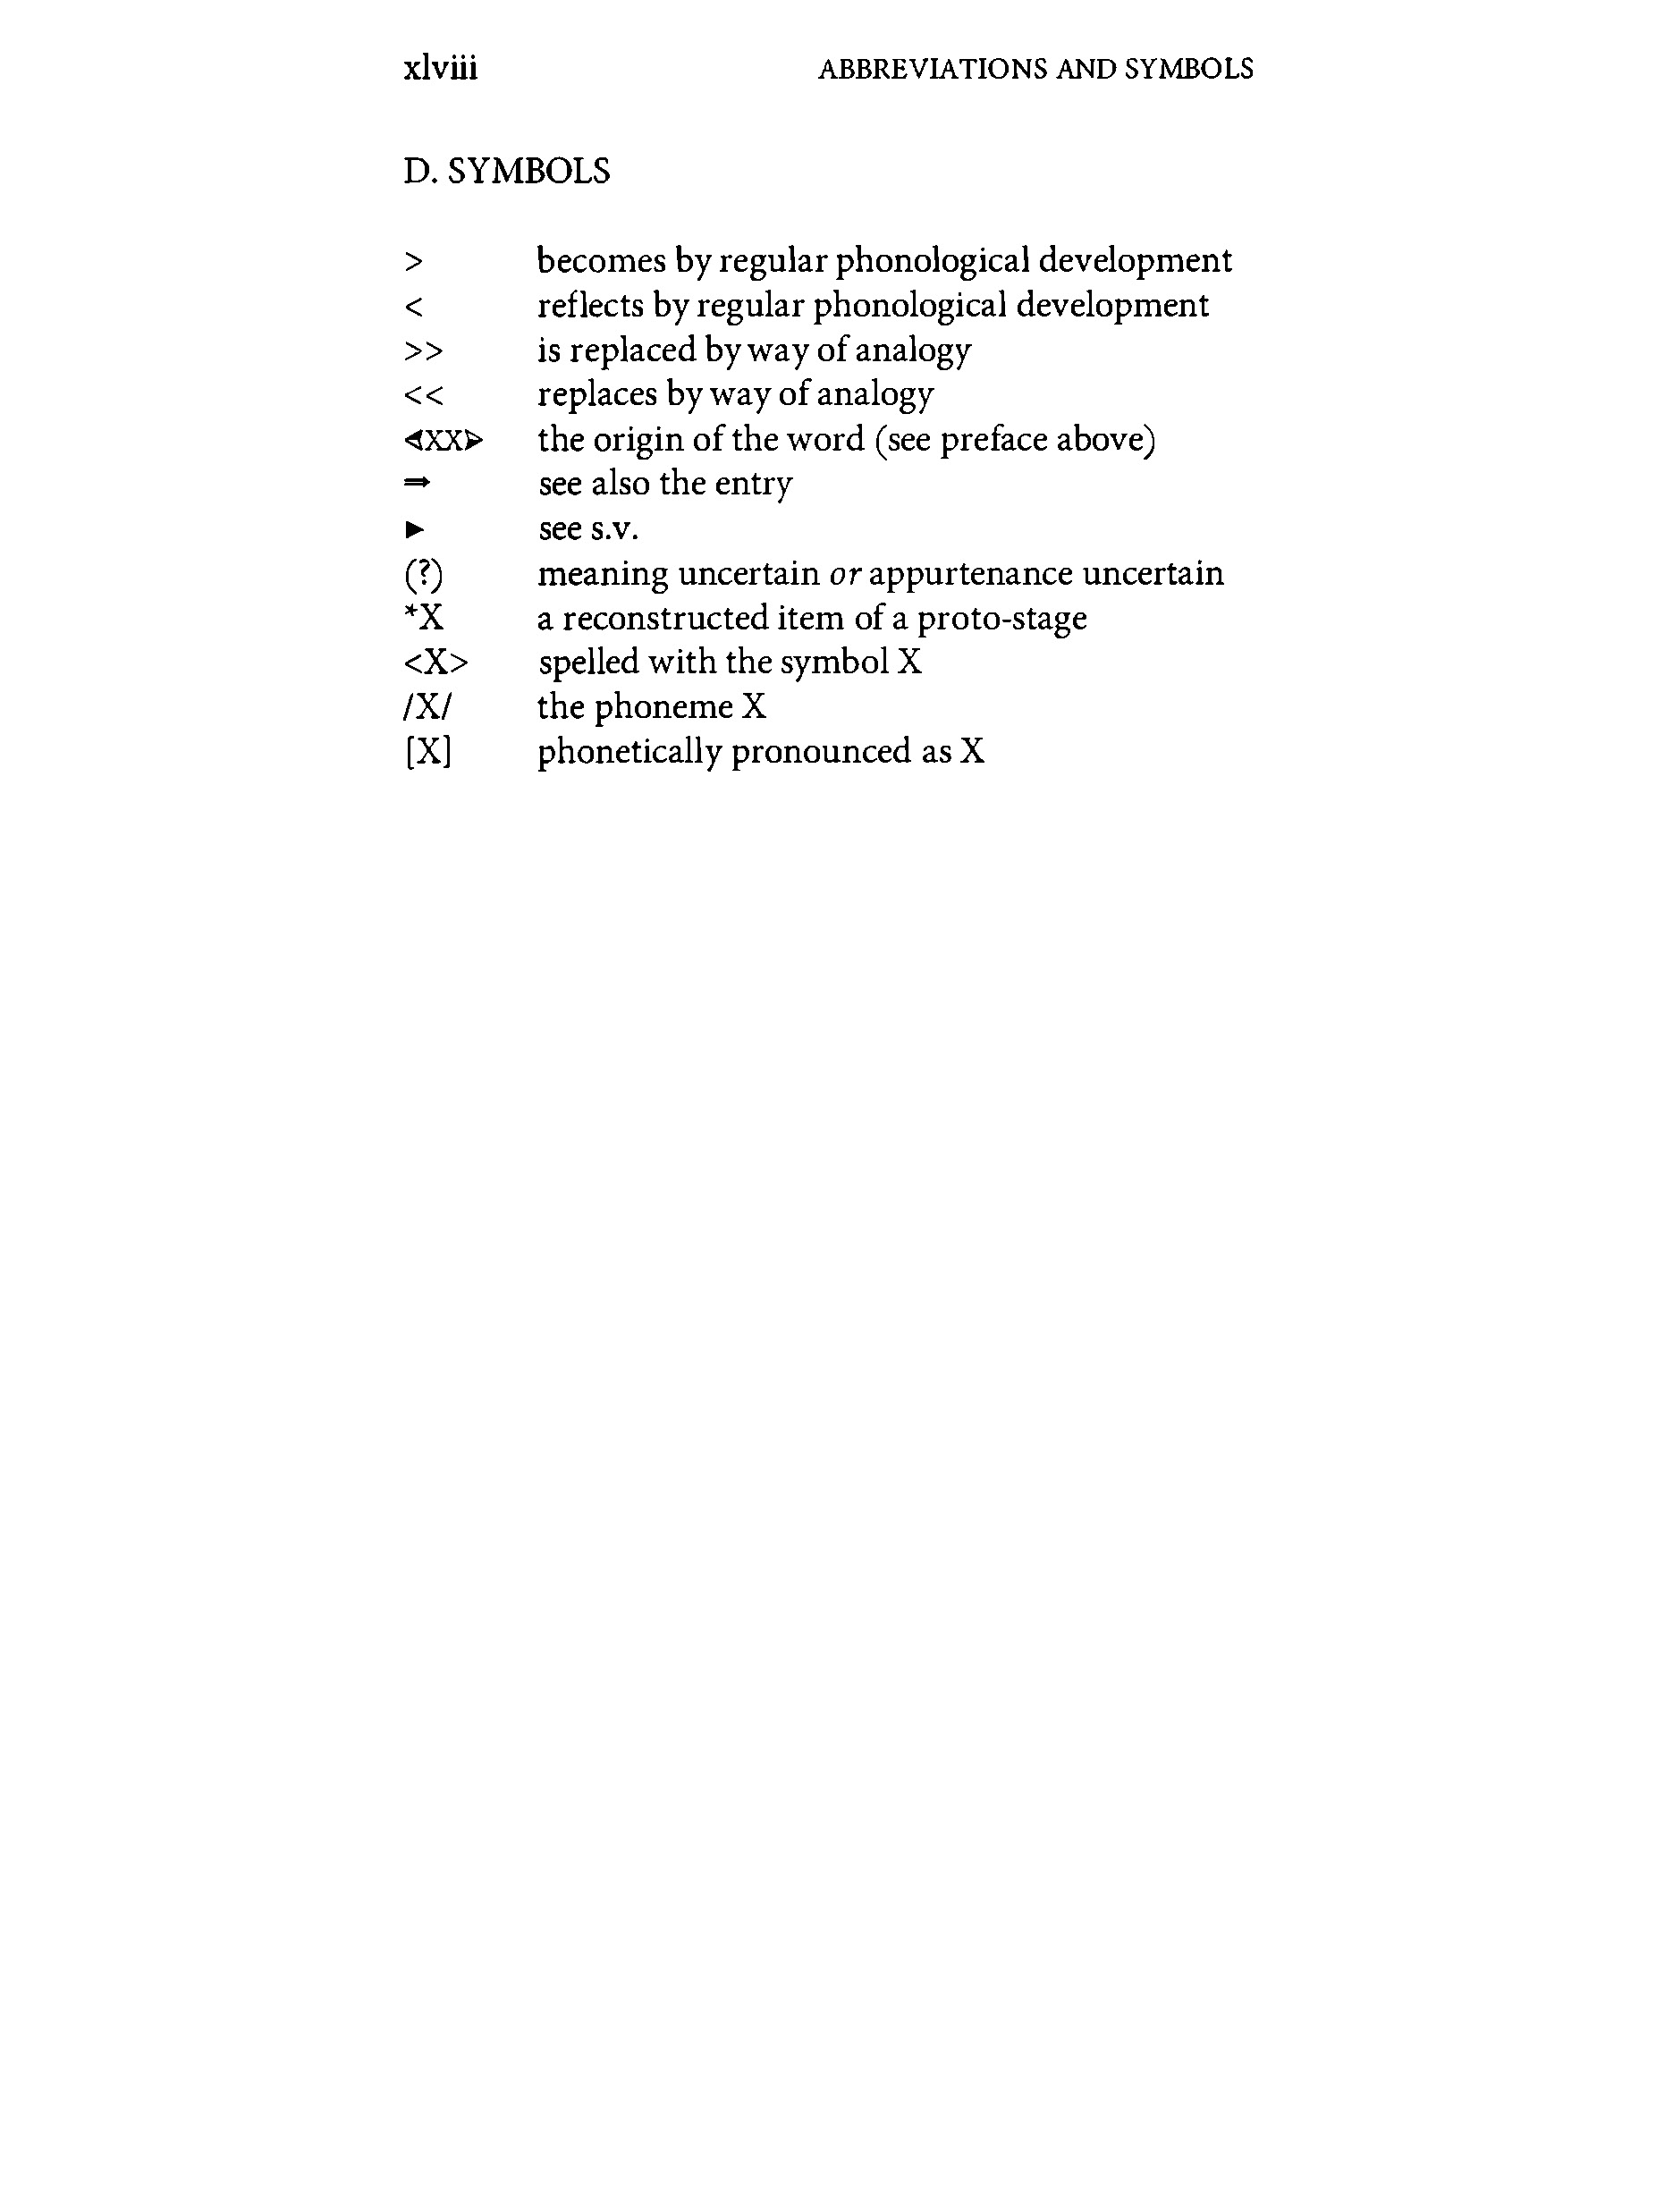 xlviii ABBREVIATIONS AND SYMBOLS
D. SYMBOLS
> becomes by regular phonological development
< reflects by regular phonological development
>> is replaced by way of analogy
<< replaces by way of analogy
⋖XX⋗ the origin of the word (see preface above)
⇒ see also the entry
► see s.v.
(?) meaning uncertain or appurtenance uncertain
*X a reconstructed item of a proto-stage
<X> spelled with the symbol X
/X/ the phoneme X
[X] phonetically pronounced as X